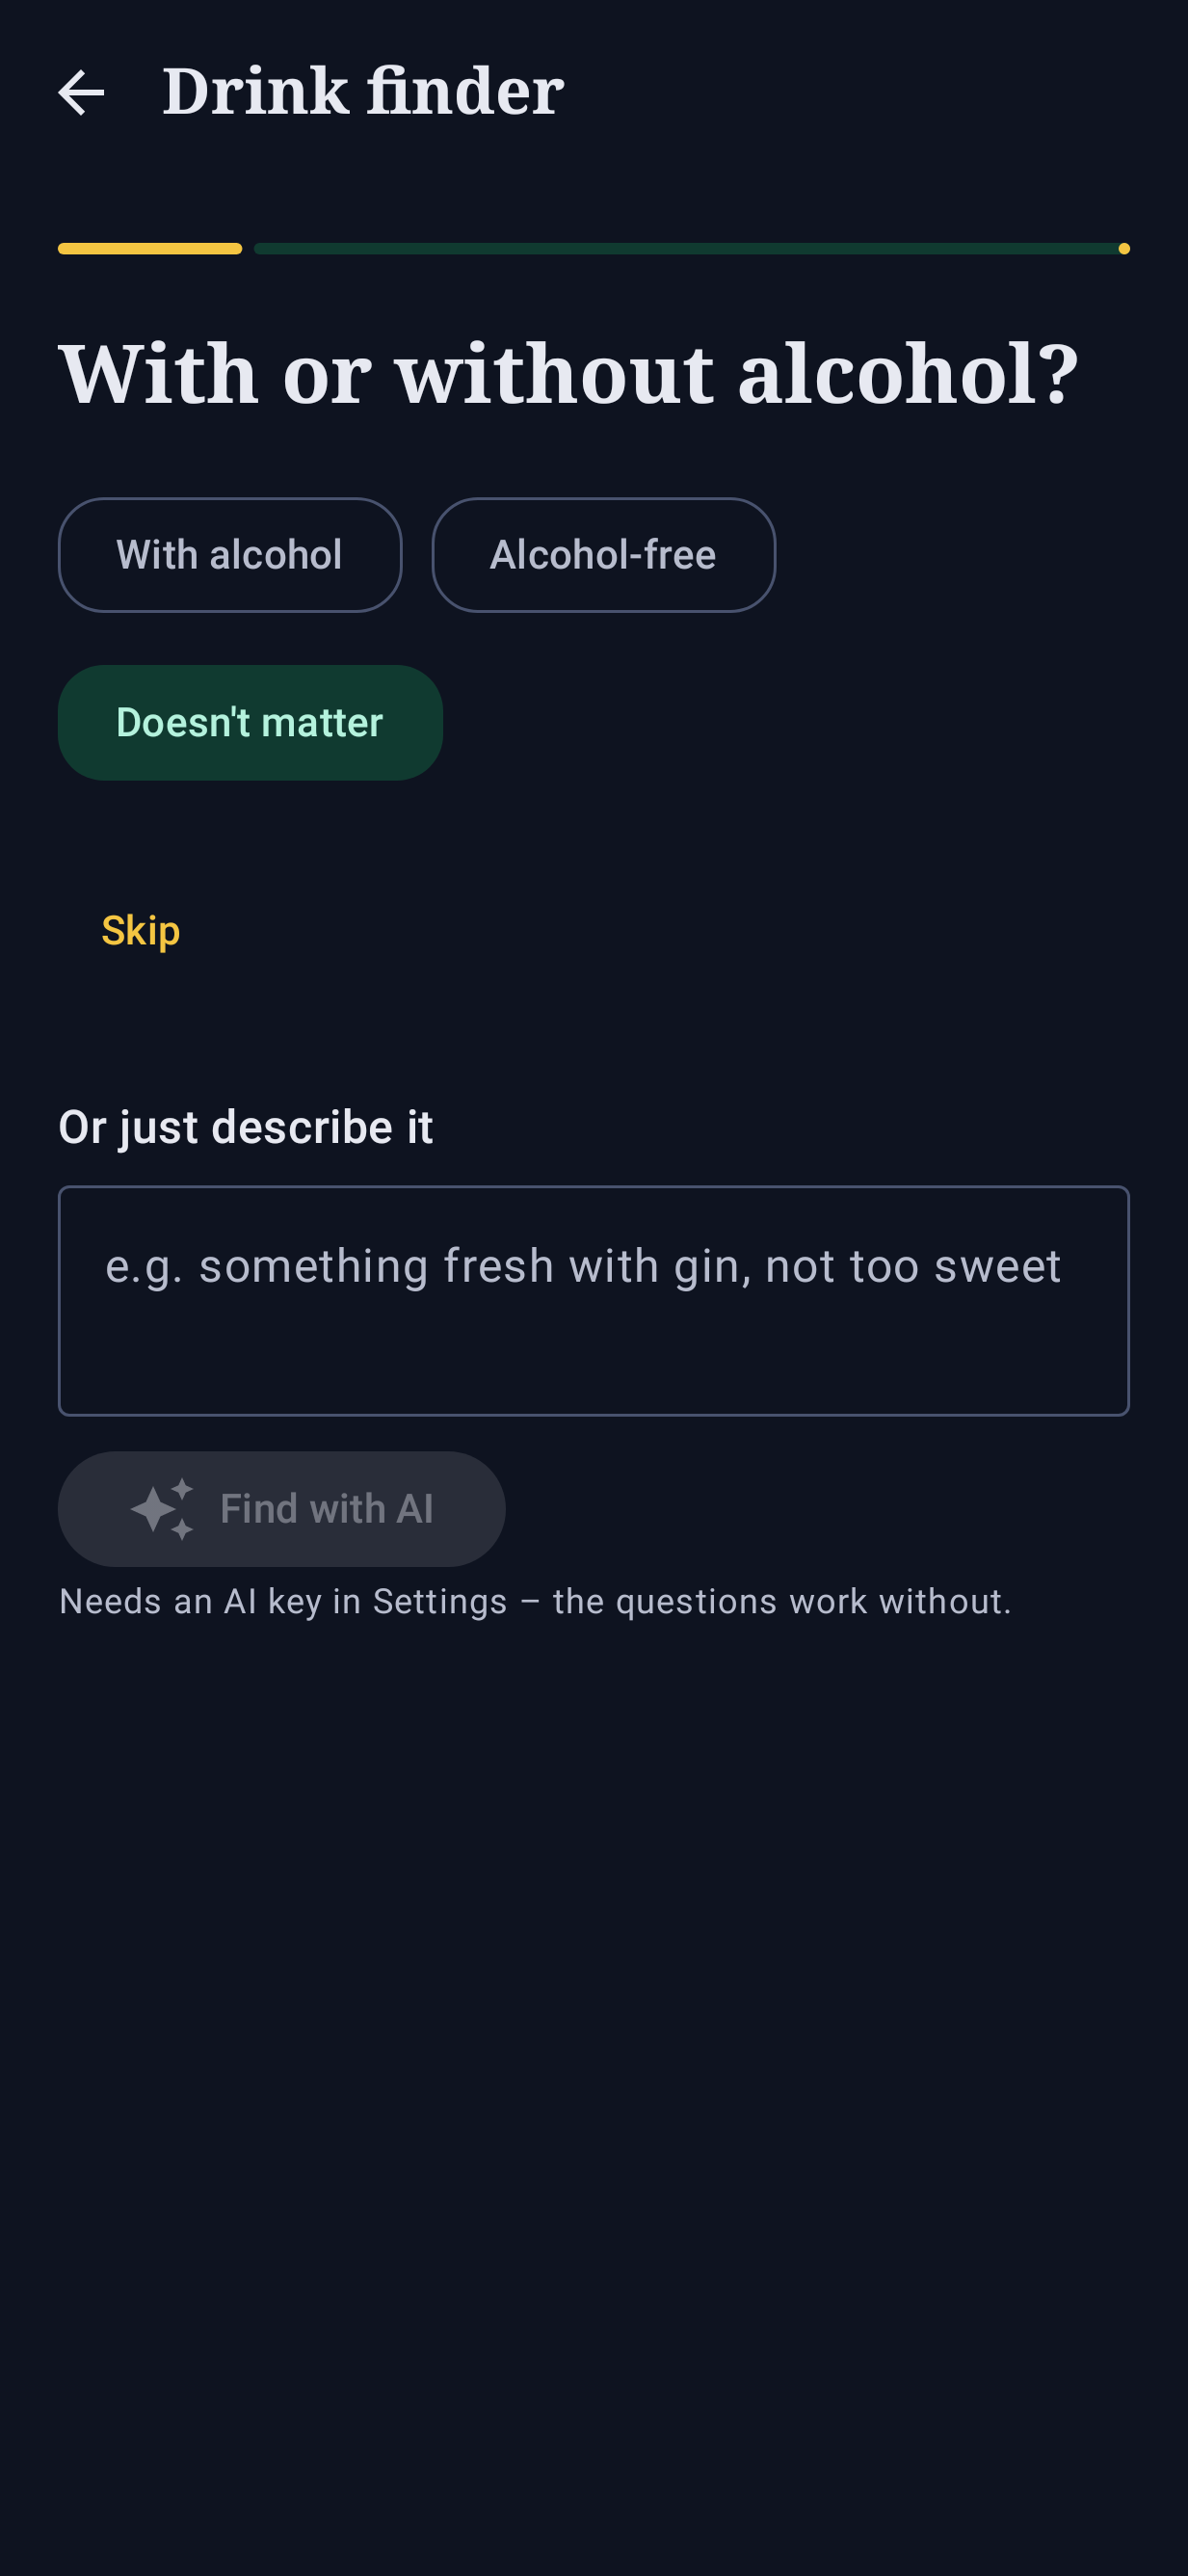 Drink finder
With or without alcohol?
With alcohol
Alcohol-free
Doesn't matter
Skip
Or just describe it
e.g. something fresh with gin, not too sweet
Find with AI
Needs an AI key in Settings – the questions work without.